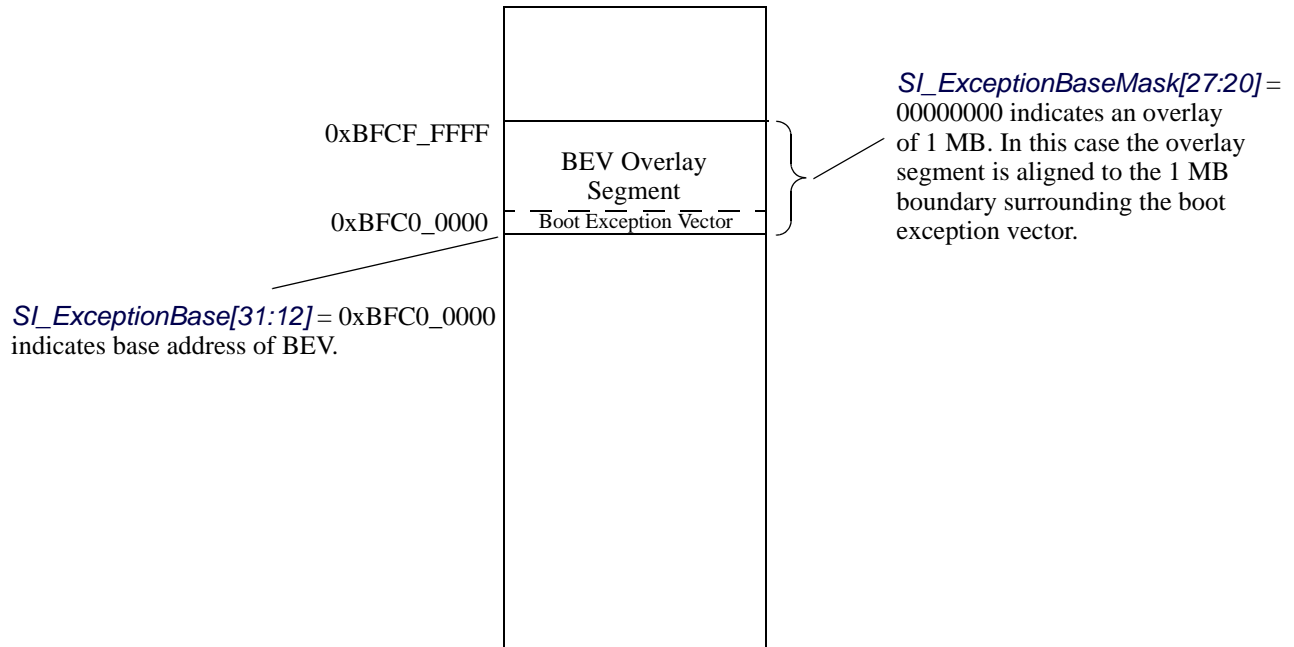 SI_ExceptionBaseMask[27:20] =
00000000 indicates an overlay
of 1 MB. In this case the overlay
segment is aligned to the 1 MB
boundary surrounding the boot
exception vector.
0xBFCF_FFFF
BEV Overlay
Segment
0xBFC0_0000
Boot Exception Vector
SI_ExceptionBase[31:12] = 0xBFC0_0000
indicates base address of BEV.